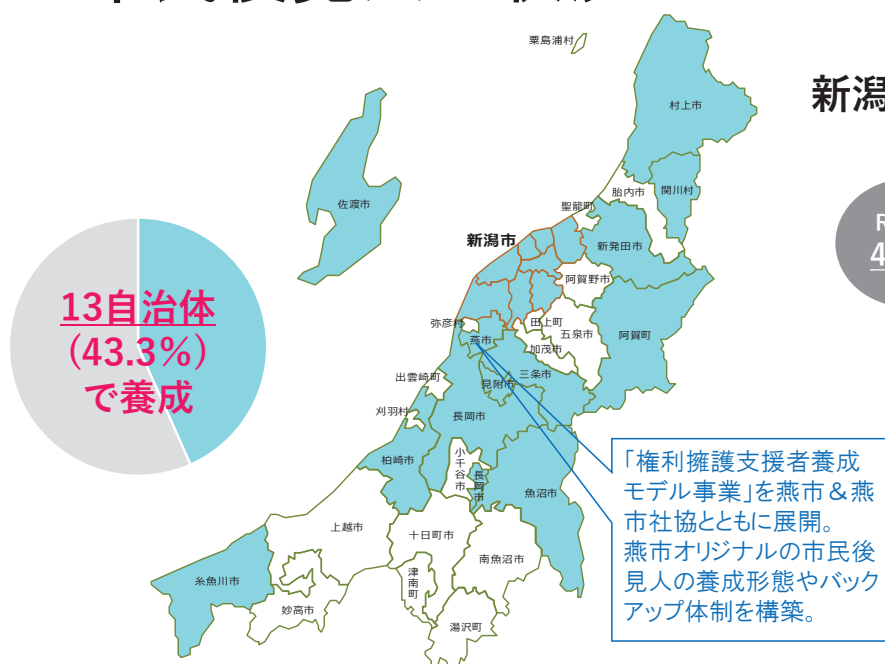 新潟
粟島浦村
村上市
佐渡市
胎内市
関川村
聖籠町
新潟市
新発田市
阿賀野市
13自治体
(43.3%)
で養成
弥彦村
田上町
五泉市
阿賀町
燕市
加茂市
三条市
出雲崎町
見附市
刈羽村
長岡市
柏崎市
小千谷市
長岡市
魚沼市
「権利擁護支援者養成
モデル事業」を燕市&燕
市社協とともに展開。
燕市オリジナルの市民後
見人の養成形態やバック
アップ体制を構築。
上越市
十日町市
南魚沼市
糸魚川市
津南町
妙高市
湯沢町